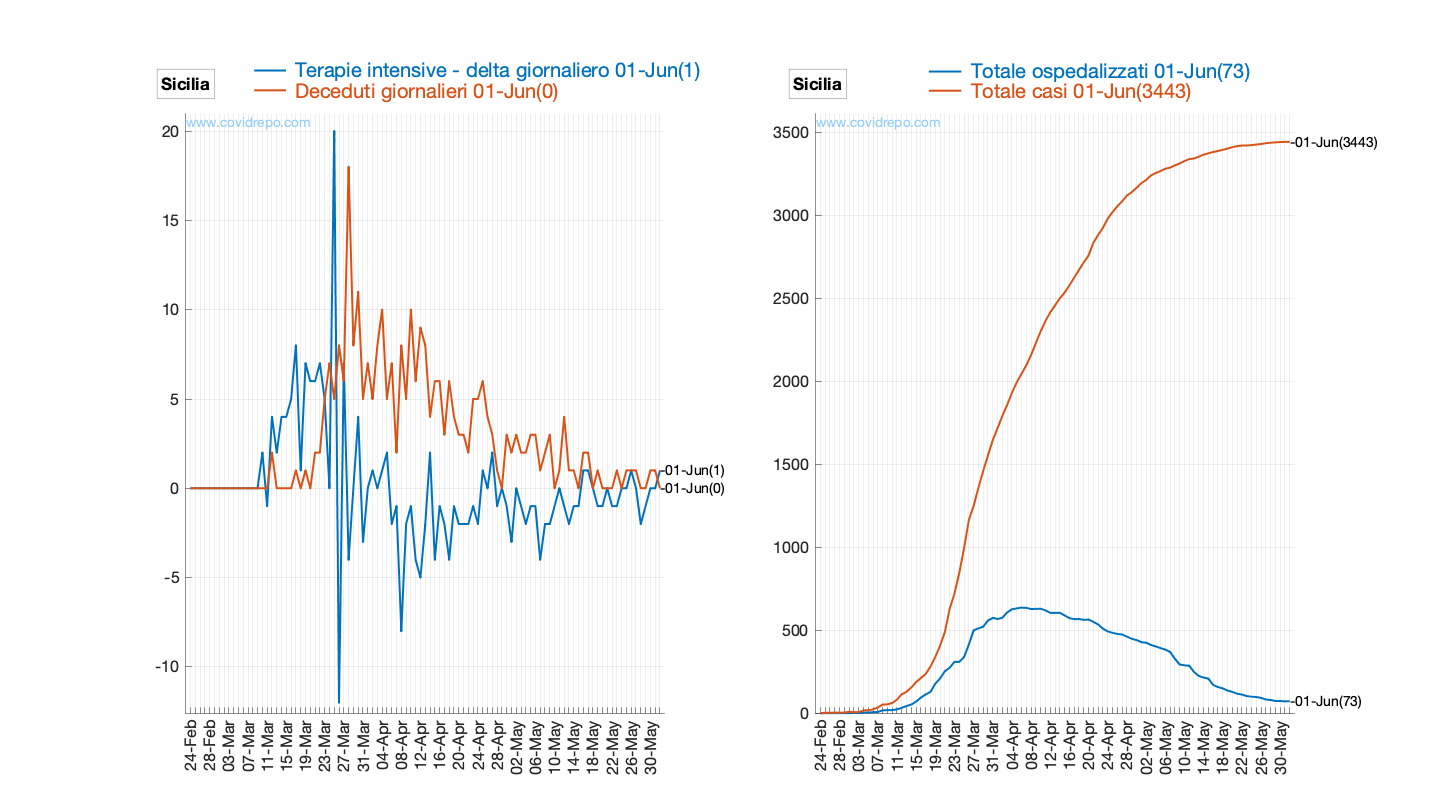 Sicilia
Terapie intensive - delta giornaliero 01-Jun(1)
Deceduti giornalieri 01-Jun(0)
www.covidrepo.com
20
15
10
5
0
-5
-10
-01-Jun(1)
-01-Jun(0)
24-Feb
28-Feb
03-Mar
07-Mar
11-Mar
15-Mar
19-Mar
23-Mar
27-Mar
31-Mar
04-Apr
08-Apr
12-Apr
16-Apr
20-Apr
24-Apr
28-Apr
02-May
06-May
10-May
14-May
18-May
22-May
26-May
30-May
Sicilia
Totale ospedalizzati 01-Jun(73)
Totale casi 01-Jun(3443)
www.covidrepo.com
3500
3000
2500
2000
1500
1000
500
0
-01-Jun(3443)
-01-Jun(73)
24-Feb
28-Feb
03-Mar
07-Mar
11-Mar
15-Mar
19-Mar
23-Mar
27-Mar
31-Mar
04-Apr
08-Apr
12-Apr
16-Apr
20-Apr
24-Apr
28-Apr
02-May
06-May
10-May
14-May
18-May
22-May
26-May
30-May